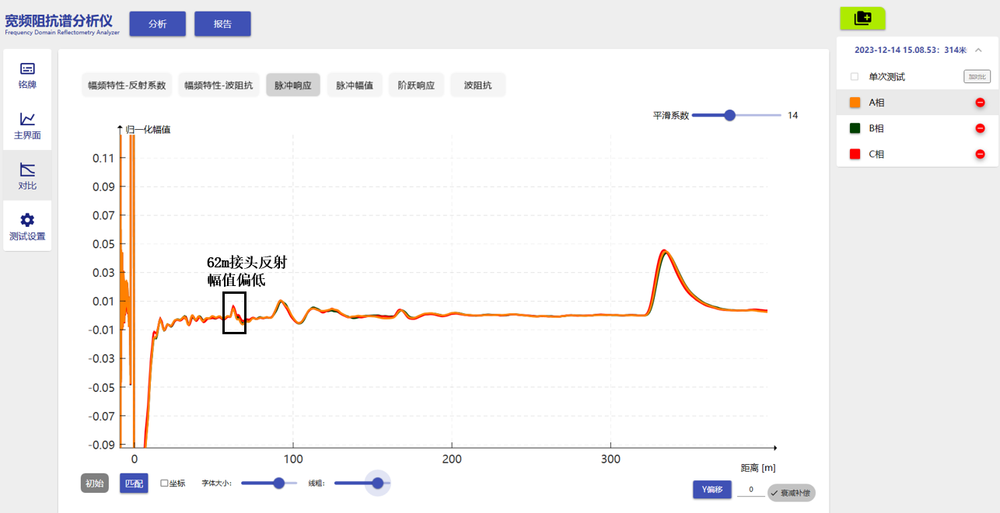 宽频阻抗谱分析仪
Frequency Domain Reflectometry Analyzer
分析
报告
铭牌
主界面
对比
测试设置
幅频特性-反射系数
幅频特性-波阻抗
脉冲响应
脉冲幅值
阶跃响应
波阻抗
平滑系数
14
归一化幅值
0.11
0.09
0.07
0.05
0.03
0.01
-0.01
-0.03
-0.05
-0.07
-0.09
62m接头反射
幅值偏低
0
100
200
300
距离 [m]
初始
匹配
坐标
字体大小:
线粗:
Y偏移
0
衰减补偿
2023-12-14 15.08.53: 314米
单次测试
加对比
A相
B相
C相